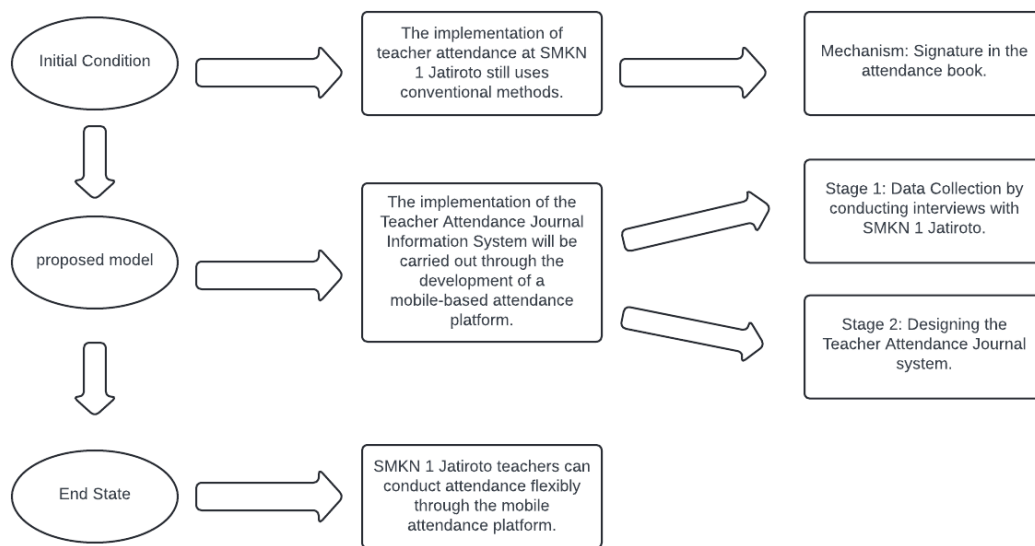 Initial Condition
The implementation of
teacher attendance at SMKN
1 Jatiroto still uses
conventional methods.
Mechanism: Signature in the
attendance book.
proposed model
The implementation of the
Teacher Attendance Journal
Information System will be
carried out through the
development of a
mobile-based attendance
platform.
Stage 1: Data Collection by
conducting interviews with
SMKN 1 Jatiroto.
Stage 2: Designing the
Teacher Attendance Journal
system.
End State
SMKN 1 Jatiroto teachers can
conduct attendance flexibly
through the mobile
attendance platform.